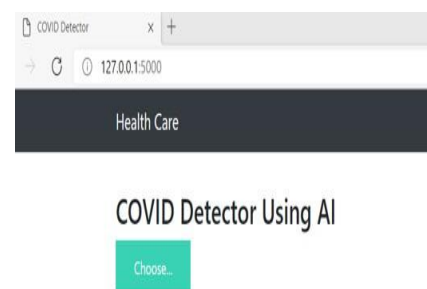 COVID Detector
127.0.0.1:5000
Health Care
COVID Detector Using AI
Choose...